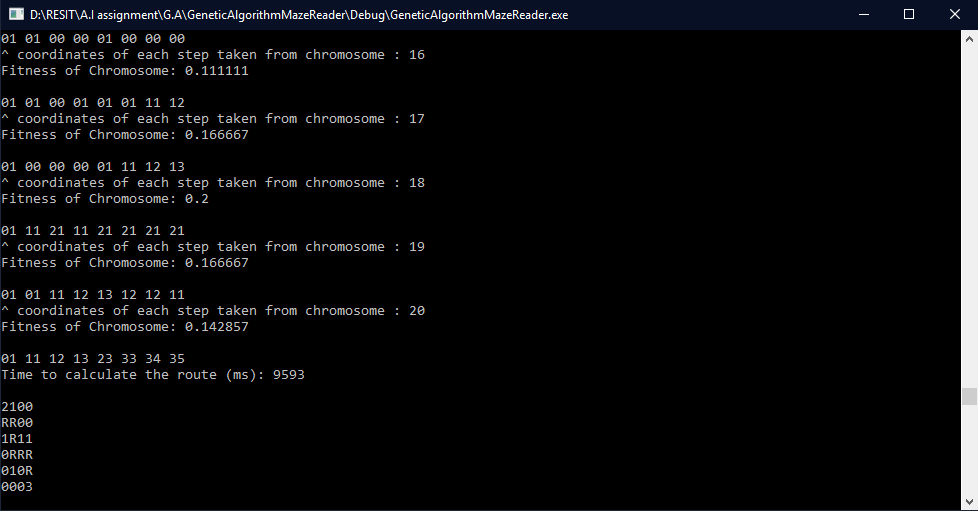 D:\RESIT\A.I assignment\G.A\GeneticAlgorithmMazeReader\Debug\GeneticAlgorithmMazeReader.exe
01 01 00 00 01 00 00 00
^ coordinates of each step taken from chromosome : 16
Fitness of Chromosome: 0.111111
01 01 00 01 01 01 11 12
^ coordinates of each step taken from chromosome : 17
Fitness of Chromosome: 0.166667
01 00 00 00 01 11 12 13
^ coordinates of each step taken from chromosome : 18
Fitness of Chromosome: 0.2
01 11 21 11 21 21 21 21
^ coordinates of each step taken from chromosome : 19
Fitness of Chromosome: 0.166667
01 01 11 12 13 12 12 11
^ coordinates of each step taken from chromosome : 20
Fitness of Chromosome: 0.142857
01 11 12 13 23 33 34 35
Time to calculate the route (ms): 9593
2100
RR00
1R11
0RRR
010R
0003